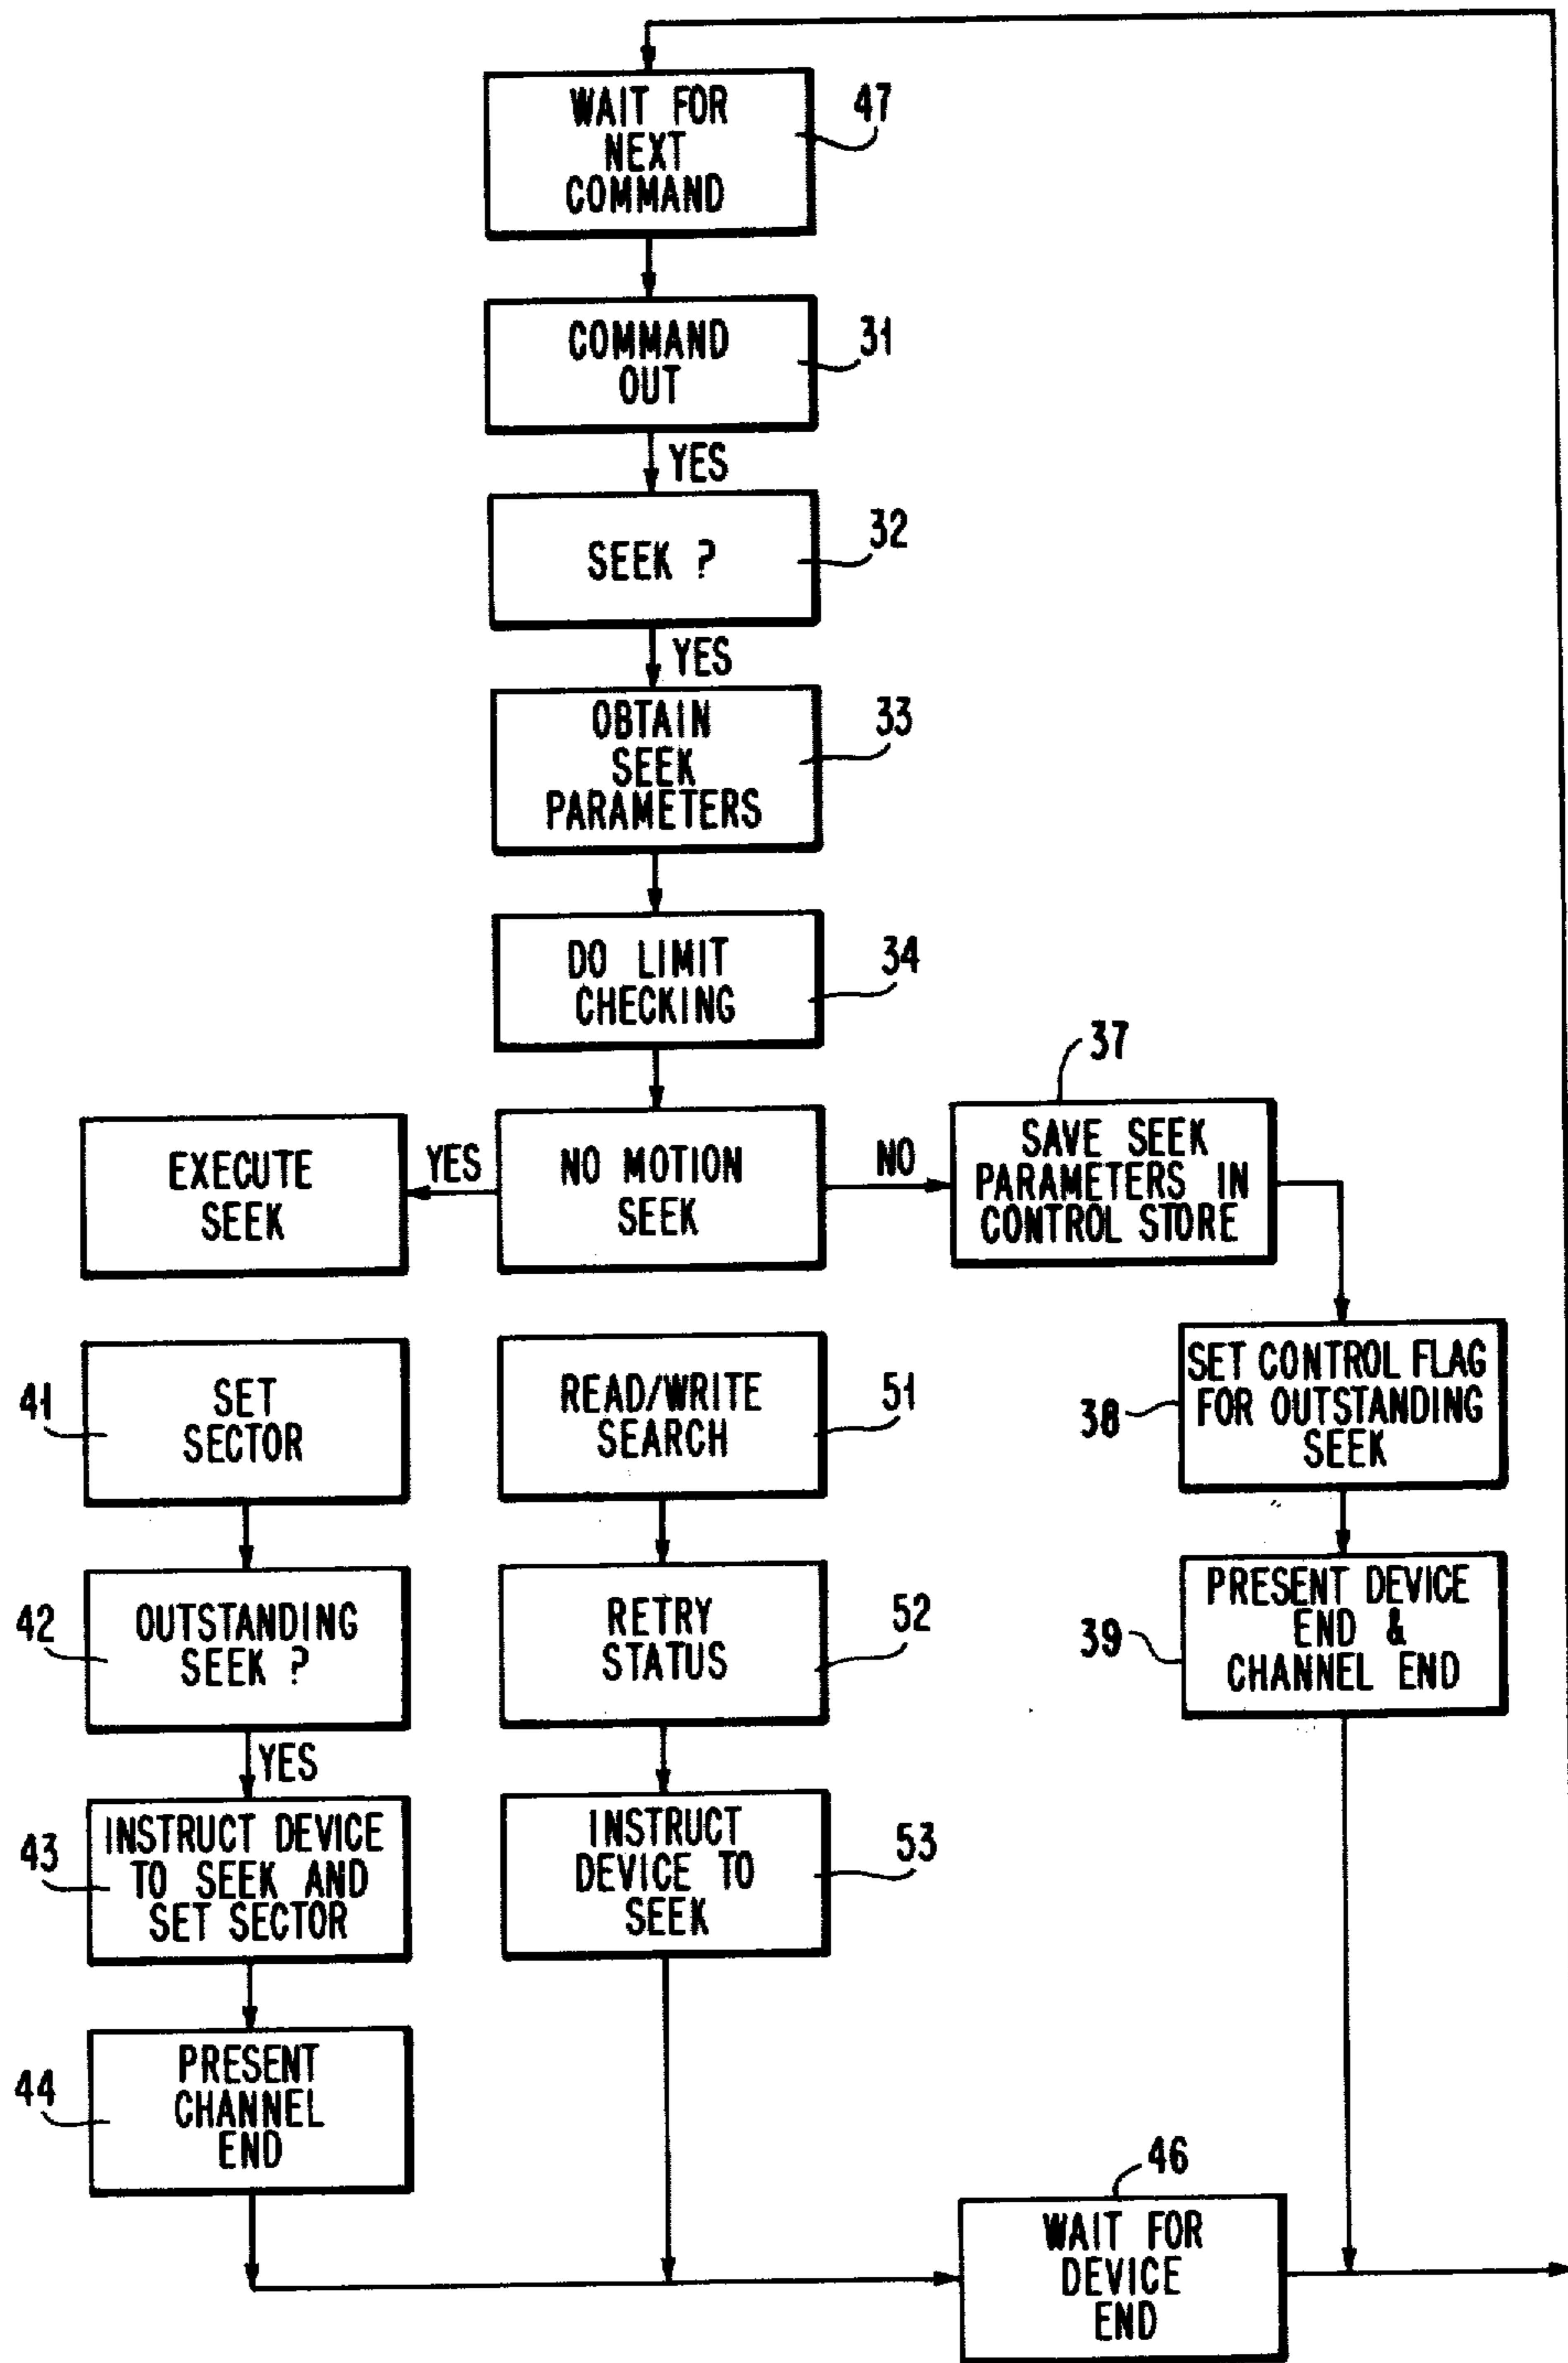 WAIT FOR
NEXT
COMMAND
47
COMMAND
OUT
31
YES
SEEK ?
32
YES
OBTAIN
SEEK
PARAMETERS
33
DO LIMIT
CHECKING
34
EXECUTE
SEEK
YES
NO MOTION
SEEK
NO
37
SAVE SEEK
PARAMETERS IN
CONTROL STORE
41
SET
SECTOR
READ/WRITE
SEARCH
51
38
SET CONTROL FLAG
FOR OUTSTANDING
SEEK
42
OUTSTANDING
SEEK ?
RETRY
STATUS
52
39
PRESENT DEVICE
END &
CHANNEL END
YES
43
INSTRUCT DEVICE
TO SEEK AND
SET SECTOR
INSTRUCT
DEVICE TO
SEEK
53
44
PRESENT
CHANNEL
END
46
WAIT FOR
DEVICE
END